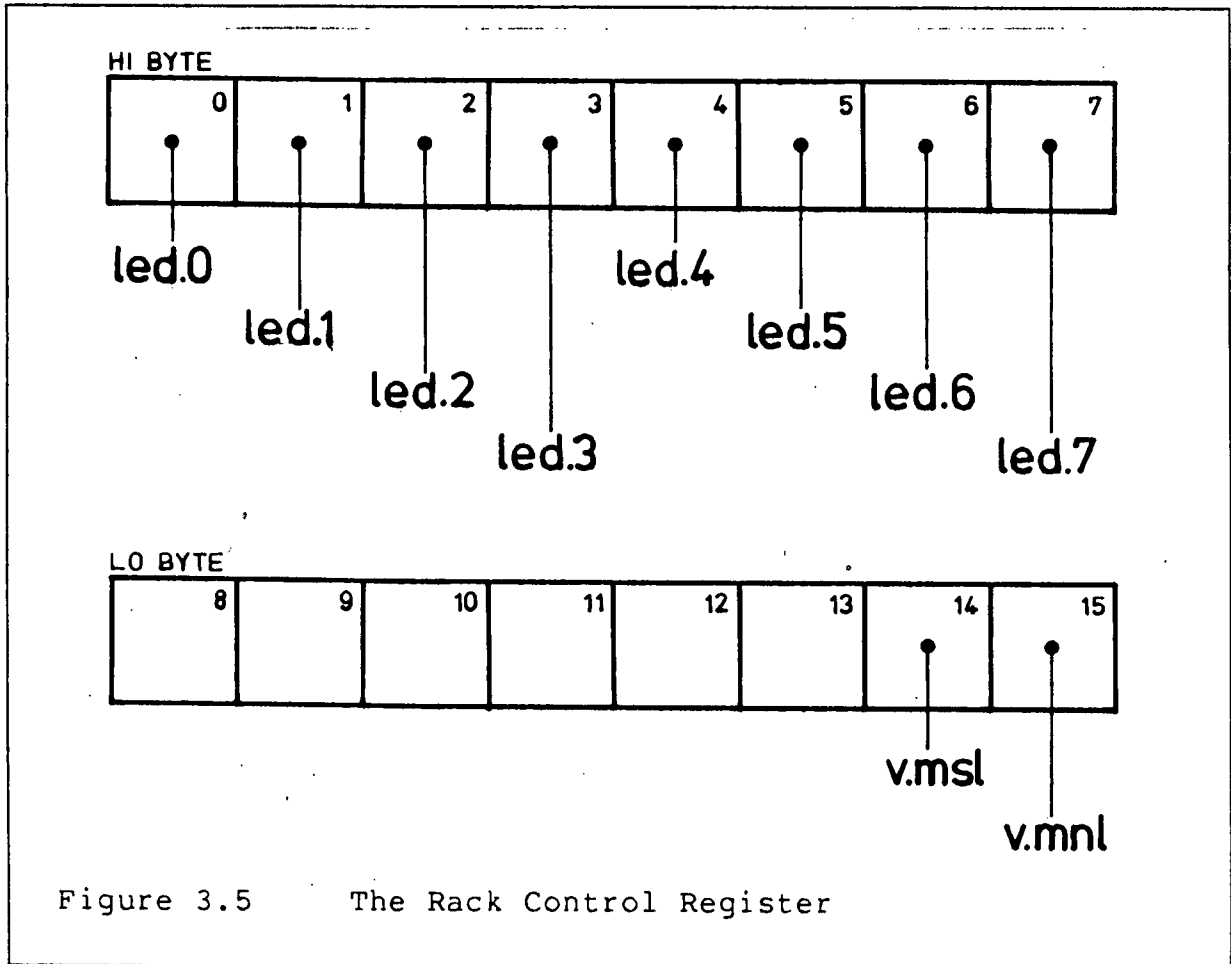 HI BYTE
0 1 2 3 4 5 6 7
led.0 led.4
led.1 led.5
led.2 led.6
led.3 led.7
LO BYTE
8 9 10 11 12 13 14 15
v.msl
v.mnl
Figure 3.5 The Rack Control Register